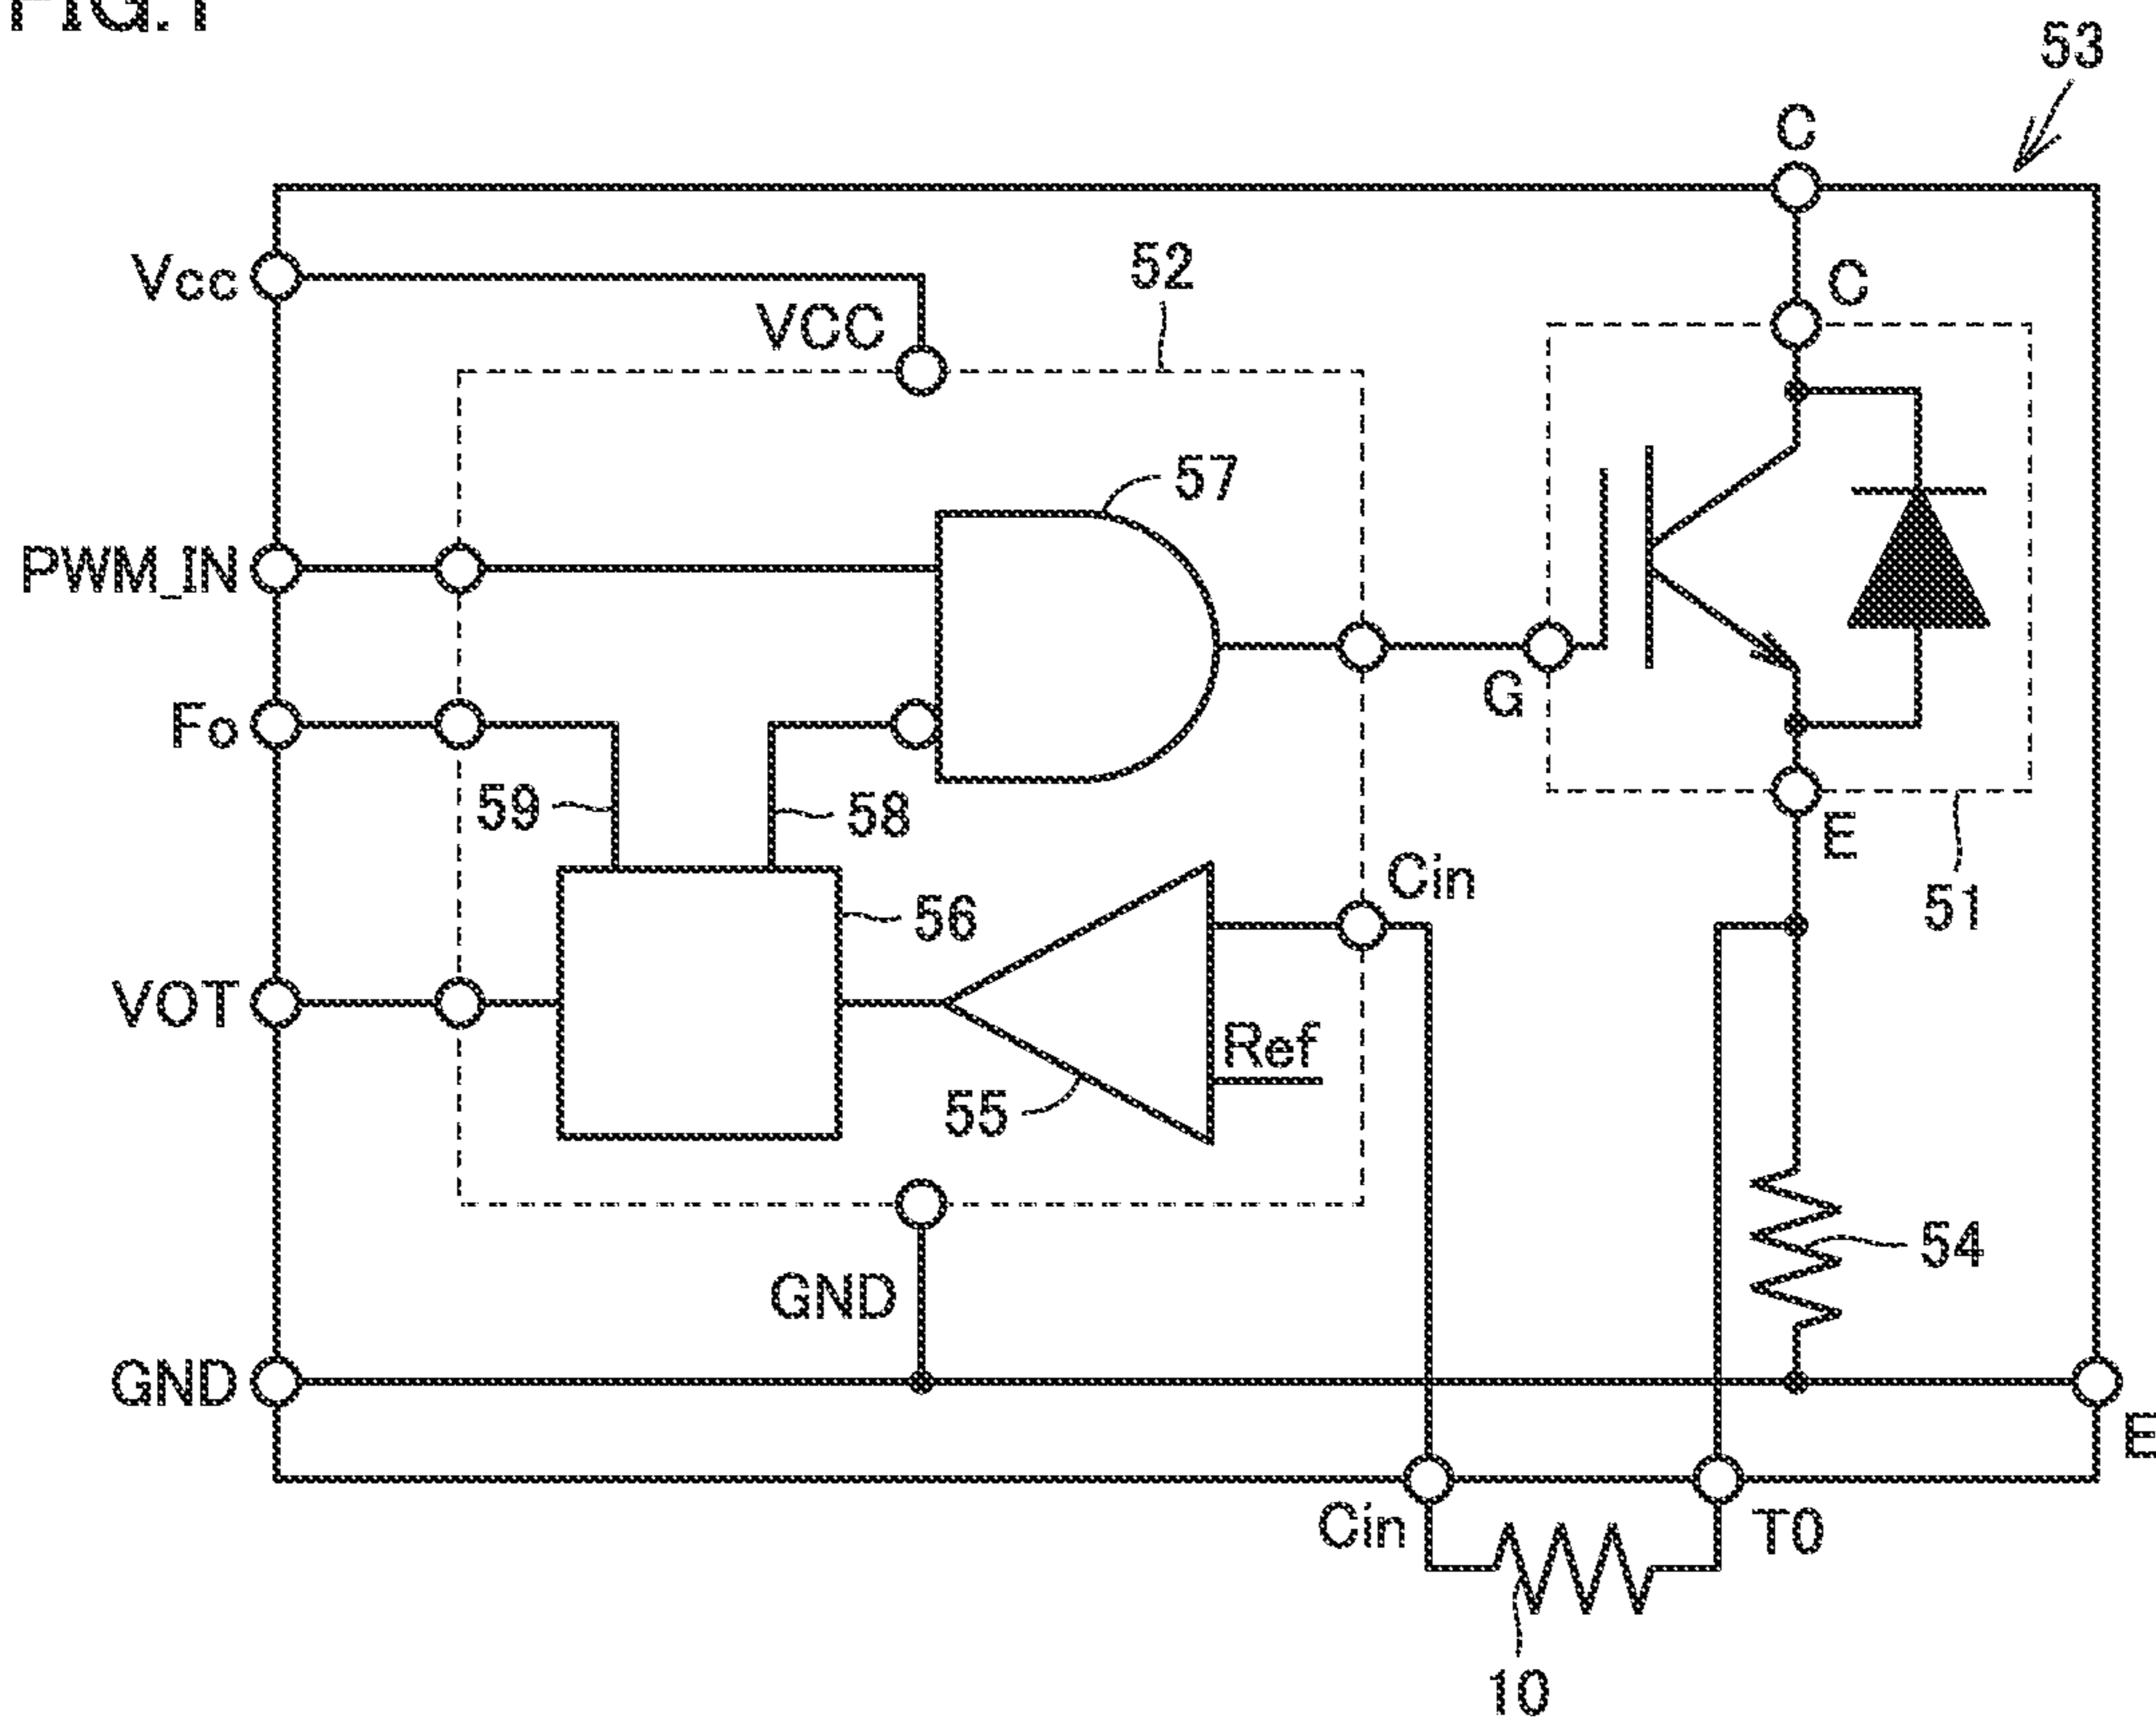 FIG.1
53
C
C
Vcc
VCC
52
57
PWM_IN
G
Fo
59
58
E
51
Cin
56
VOT
Ref
55
54
GND
GND
E
Cin
T0
10